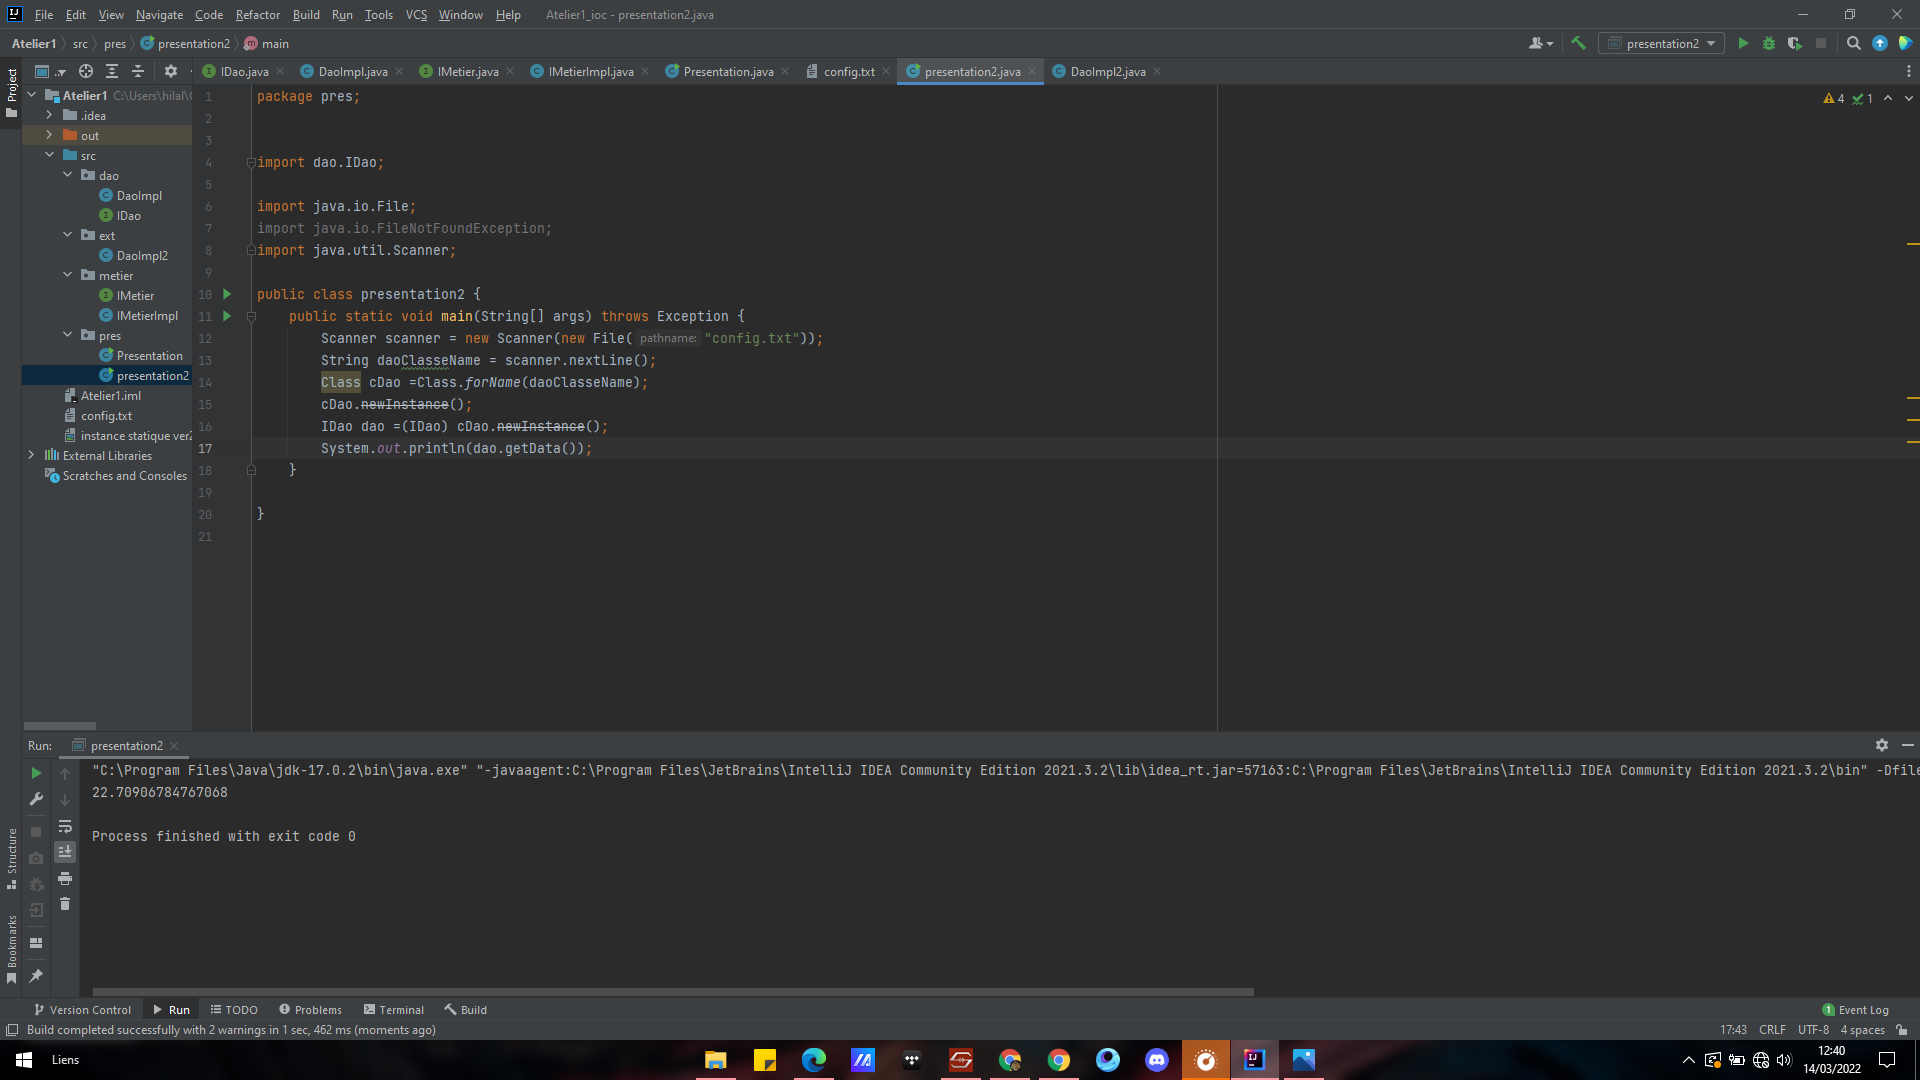 File Edit View Navigate Code Refactor Build Run Tools VCS Window Help Atelier1_ioc - presentation2.java
Atelier1 src pres presentation2 main presentation2
Project
IDao.java DaoImpl.java IMetier.java IMetierImpl.java Presentation.java config.txt presentation2.java DaoImpl2.java
Atelier1 C:\Users\hilal\
.idea
out
src
dao
DaoImpl
IDao
ext
DaoImpl2
metier
IMetier
IMetierImpl
pres
Presentation
presentation2
Atelier1.iml
config.txt
instance statique ver2
External Libraries
Scratches and Consoles
4 1
1 package pres;
2
3
4 import dao.IDao;
5
6 import java.io.File;
7 import java.io.FileNotFoundException;
8 import java.util.Scanner;
9
10 public class presentation2 {
11 public static void main(String[] args) throws Exception {
12 Scanner scanner = new Scanner(new File( pathname: "config.txt"));
13 String daoClasseName = scanner.nextLine();
14 Class cDao =Class.forName(daoClasseName);
15 cDao.newInstance();
16 IDao dao =(IDao) cDao.newInstance();
17 System.out.println(dao.getData());
18 }
19
20 }
21
Run: presentation2
"C:\Program Files\Java\jdk-17.0.2\bin\java.exe" "-javaagent:C:\Program Files\JetBrains\IntelliJ IDEA Community Edition 2021.3.2\lib\idea_rt.jar=57163:C:\Program Files\JetBrains\IntelliJ IDEA Community Edition 2021.3.2\bin" -Dfile
22.70906784767068
Process finished with exit code 0
Structure
Bookmarks
Version Control Run TODO Problems Terminal Build 1 Event Log
Build completed successfully with 2 warnings in 1 sec, 462 ms (moments ago) 17:43 CRLF UTF-8 4 spaces
Liens 12:40
14/03/2022